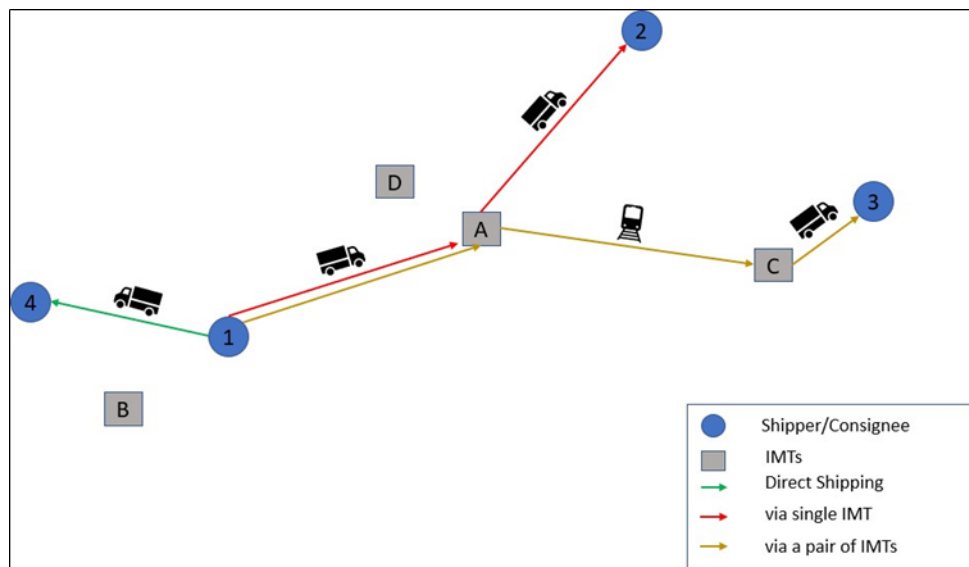 2
D
3
A
C
4
1
B
Shipper/Consignee
IMTs
Direct Shipping
via single IMT
via a pair of IMTs